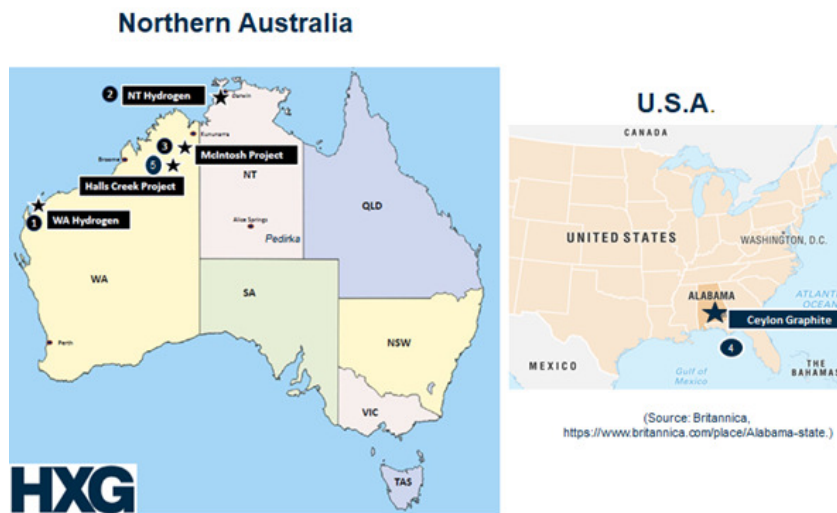 Northern Australia
2 NT Hydrogen
Darwin
Kununurra
3
McIntosh Project
Broome
5
Halls Creek Project
NT
QLD
1 WA Hydrogen
Alice Springs
Pedirka
WA
SA
NSW
Perth
VIC
TAS
HXG
U.S.A.
CANADA
UNITED STATES
WASHINGTON, D.C.
ALABAMA
ATLANTIC
OCEAN
Ceylon Graphite
4
MEXICO
Gulf of
Mexico
THE
BAHAMAS
(Source: Britannica,
https://www.britannica.com/place/Alabama-state.)